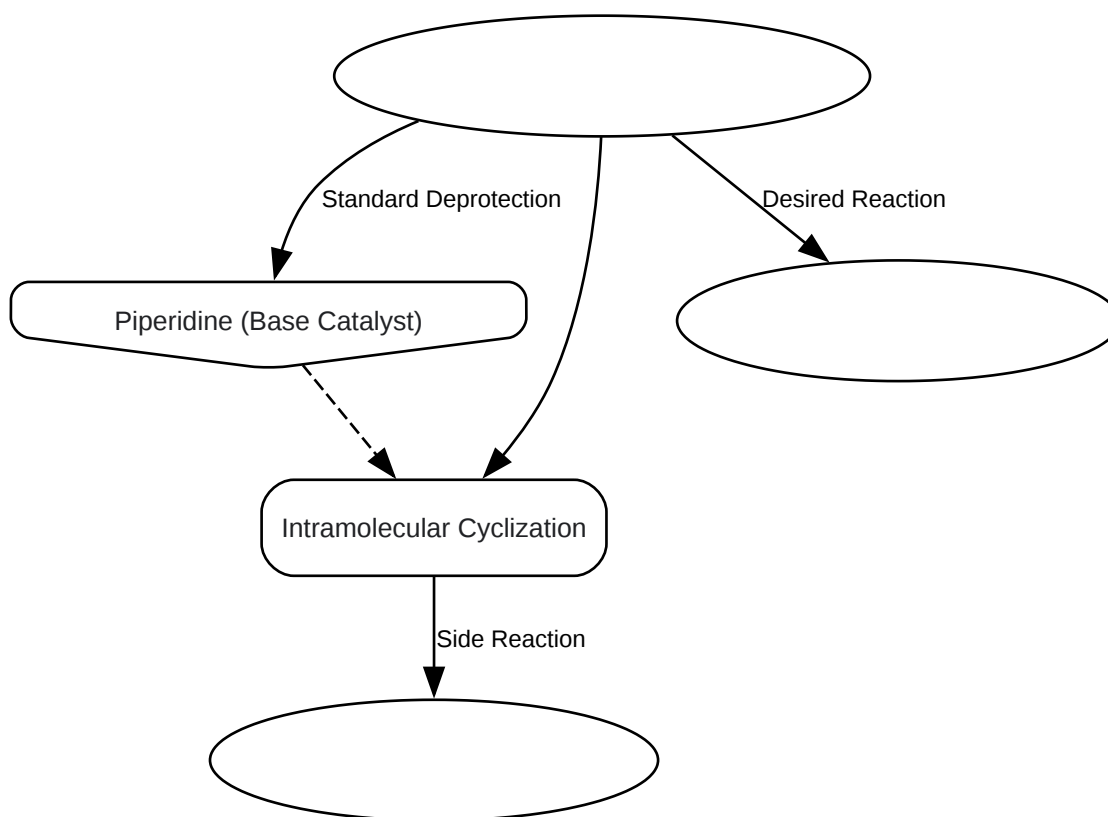 Standard Deprotection
Desired Reaction
Piperidine (Base Catalyst)
Intramolecular Cyclization
Side Reaction